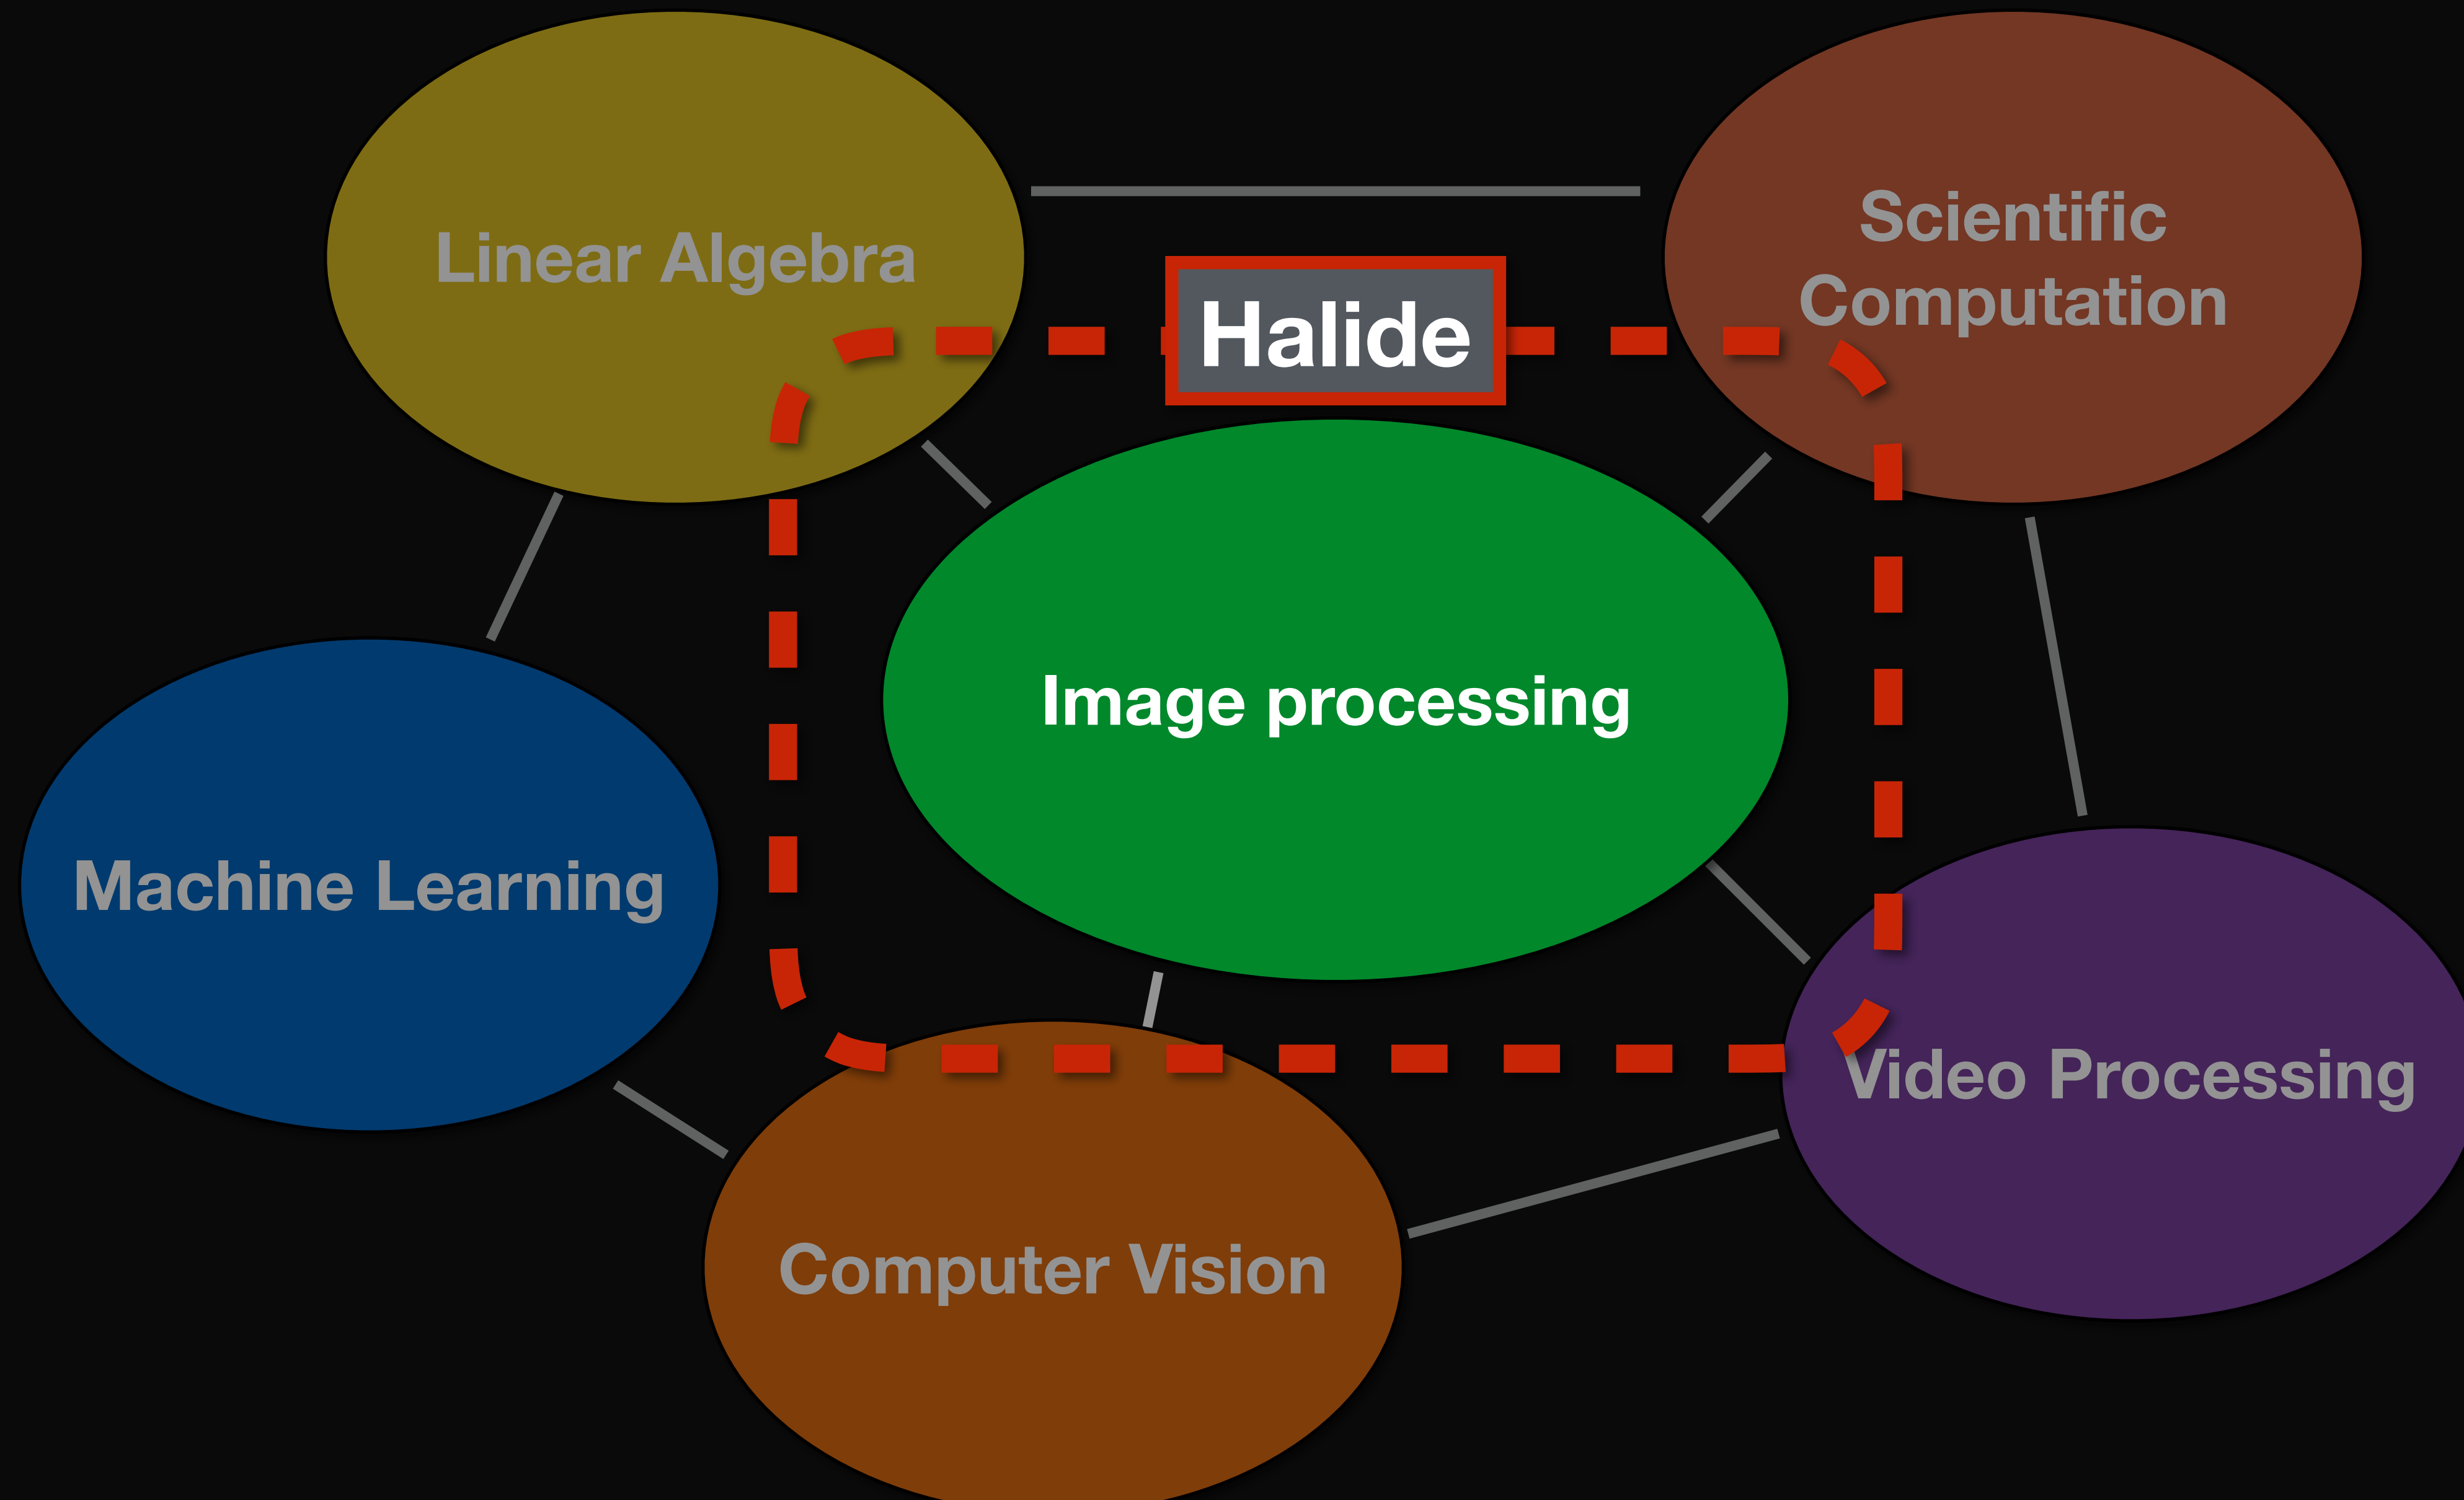 Linear Algebra
Scientific
Computation
Halide
Image processing
Machine Learning
Video Processing
Computer Vision